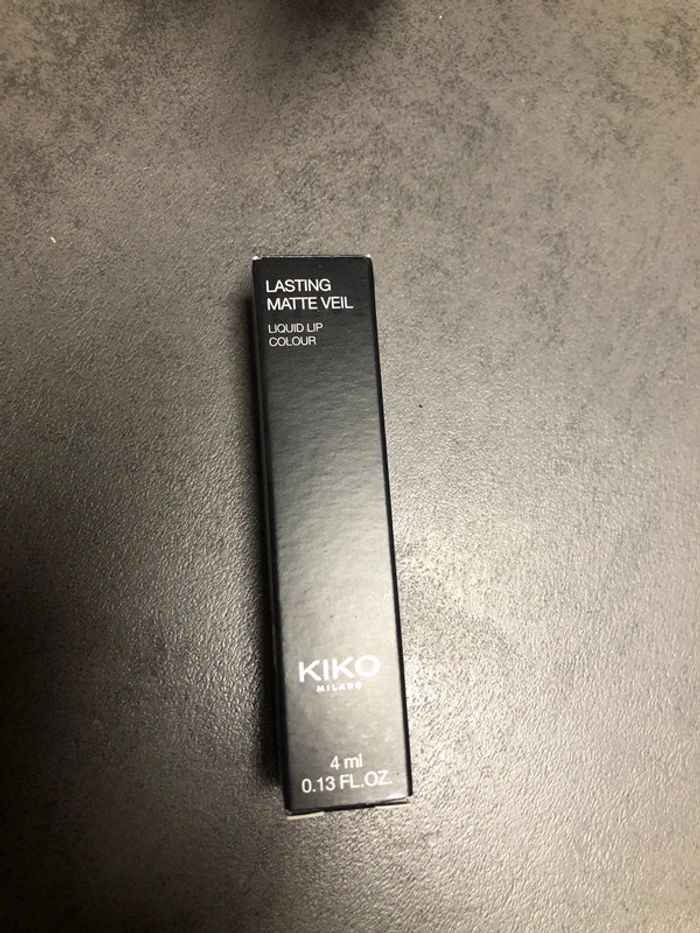 LASTING
MATTE VEIL
LIQUID LIP
COLOUR
KIKO
MILANO
4 ml
0.13 FL.OZ.